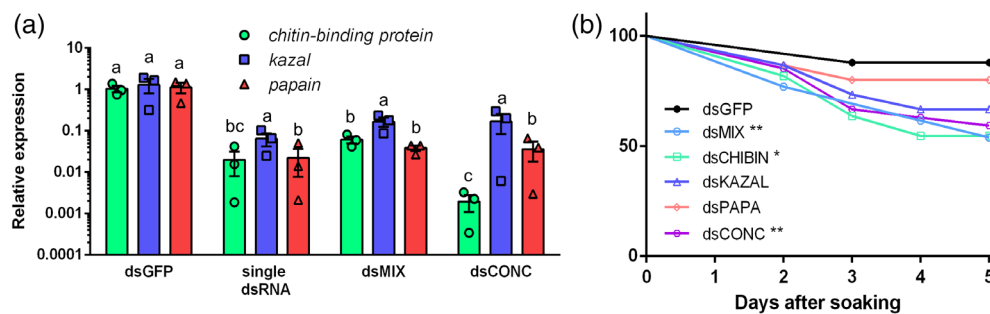 (a)
chitin-binding protein
kazal
papain
Relative expression
10
1
0.1
0.01
0.001
0.0001
a a a
bc a b
b a b
c a b
dsGFP single dsRNA dsMIX dsCONC
(b)
100
50
0
dsGFP
dsMIX **
dsCHIBIN *
dsKAZAL
dsPAPA
dsCONC **
0 1 2 3 4 5
Days after soaking